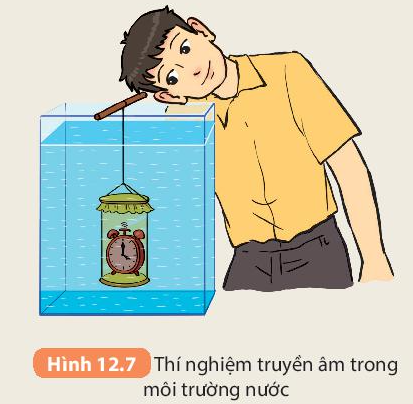 Hình 12.7 Thí nghiệm truyền âm trong
môi trường nước